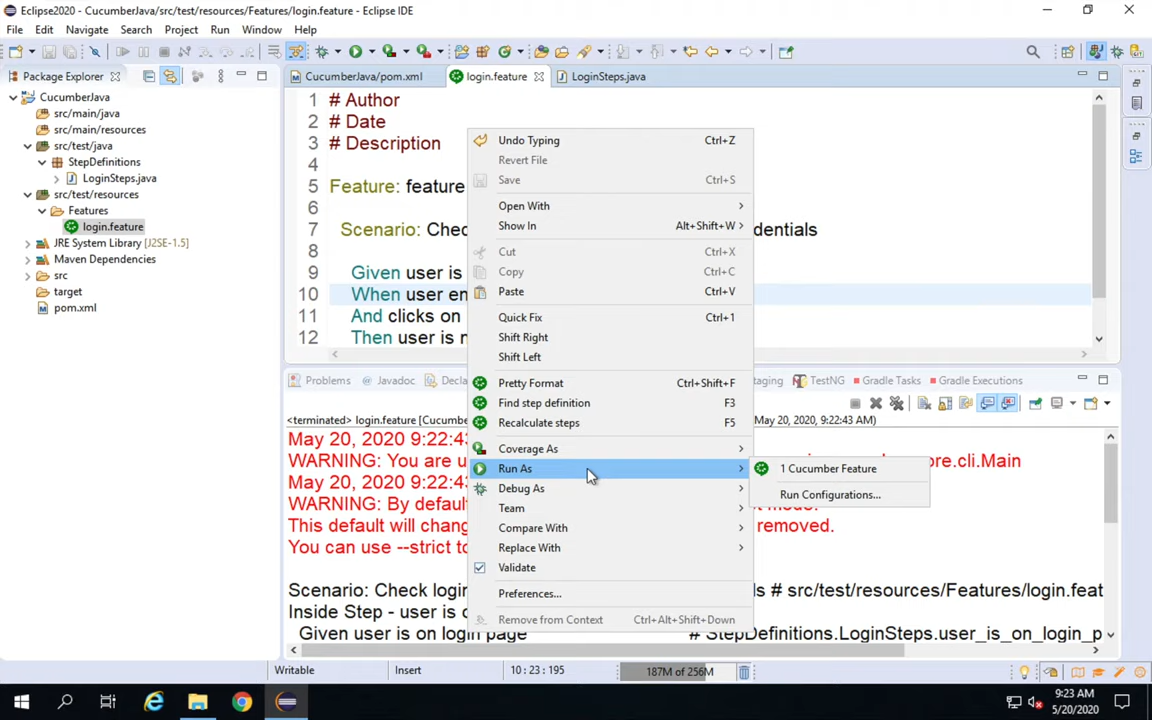 Eclipse2020 - CucumberJava/src/test/resources/Features/login.feature - Eclipse IDE
File Edit Navigate Search Project Run Window Help
Package Explorer
CucumberJava/pom.xml login.feature LoginSteps.java
CucumberJava
src/main/java
src/main/resources
src/test/java
StepDefinitions
LoginSteps.java
src/test/resources
Features
login.feature
JRE System Library [J2SE-1.5]
Maven Dependencies
src
target
pom.xml
1 # Author
2 # Date
3 # Description
4
5 Feature: feature
6
7 Scenario: Chec dentials
8
9 Given user is
10 When user en
11 And clicks on
12 Then user is n
Undo Typing Ctrl+Z
Revert File
Save Ctrl+S
Open With
Show In Alt+Shift+W
Cut Ctrl+X
Copy Ctrl+C
Paste Ctrl+V
Quick Fix Ctrl+1
Shift Right
Shift Left
Pretty Format Ctrl+Shift+F
Find step definition F3
Recalculate steps F5
Coverage As
Run As
Debug As
Team
Compare With
Replace With
Validate
Preferences...
Remove from Context Ctrl+Alt+Shift+Down
1 Cucumber Feature
Run Configurations...
Problems Javadoc Decla taging TestNG Gradle Tasks Gradle Executions
<terminated> login.feature [Cucumbe May 20, 2020 9:22:43 AM)
May 20, 2020 9:22:43
WARNING: You are u ore.cli.Main
May 20, 2020 9:22:43
WARNING: By default mode.
This default will chang removed.
You can use --strict to
Scenario: Check login ls # src/test/resources/Features/login.feat
Inside Step - user is o
Given user is on login page # StepDefinitions.LoginSteps.user_is_on_login_p
Writable Insert 10 : 23 : 195 187M of 256M
9:23 AM
5/20/2020